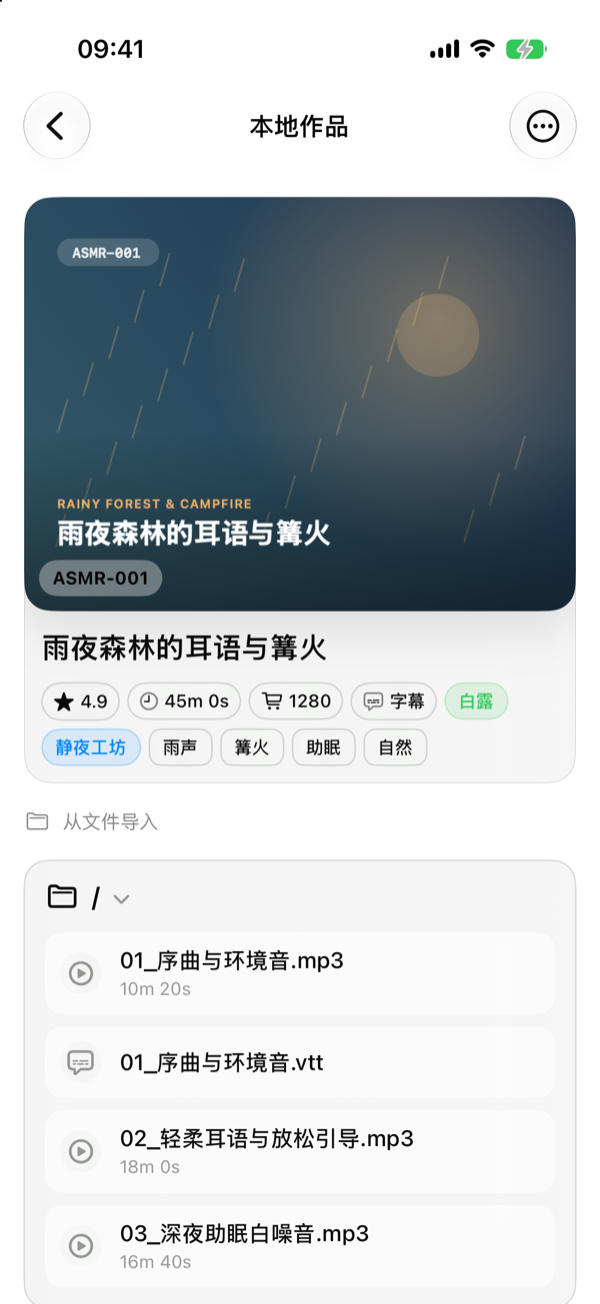 09:41
本地作品
ASMR-001
RAINY FOREST & CAMPFIRE
雨夜森林的耳语与篝火
ASMR-001
雨夜森林的耳语与篝火
4.9 45m 0s 1280 字幕 白露
静夜工坊 雨声 篝火 助眠 自然
从文件导入
/
01_序曲与环境音.mp3
10m 20s
01_序曲与环境音.vtt
02_轻柔耳语与放松引导.mp3
18m 0s
03_深夜助眠白噪音.mp3
16m 40s